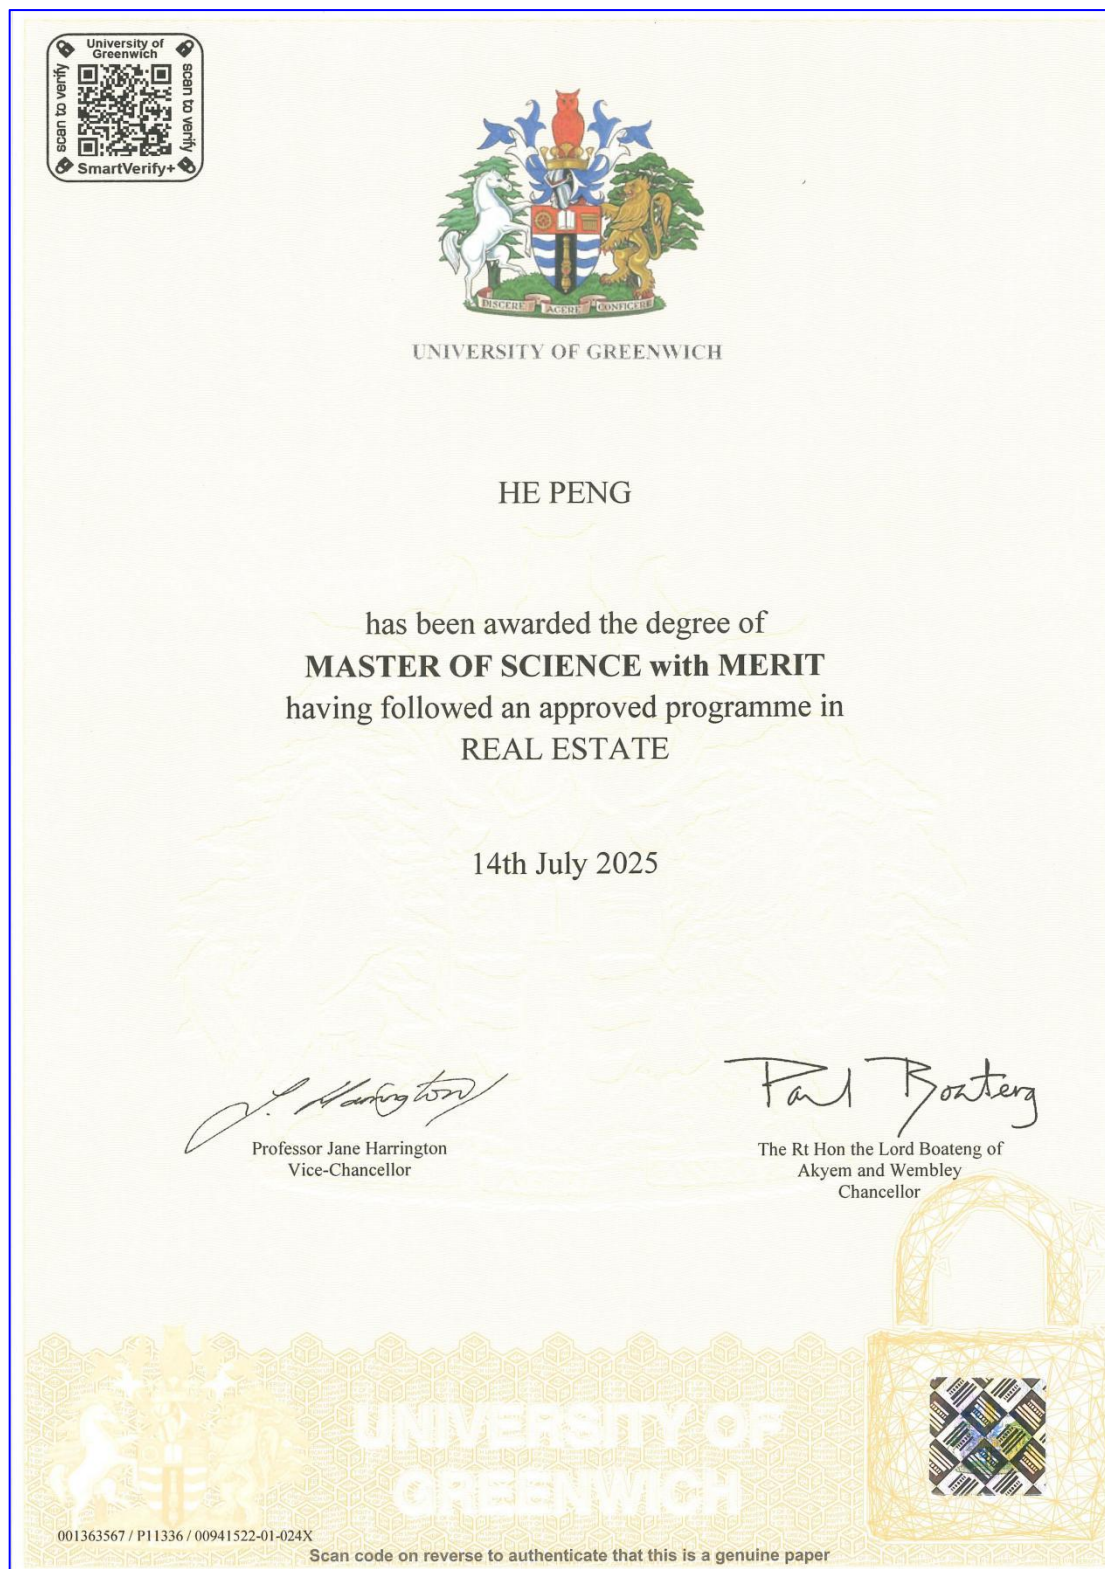 University of
Greenwich
scan to verify
scan to verify
SmartVerify+
DISCERE AGERE CONFICERE
UNIVERSITY OF GREENWICH
HE PENG
has been awarded the degree of
MASTER OF SCIENCE with MERIT
having followed an approved programme in
REAL ESTATE
14th July 2025
J. Harrington
Paul Boateng
Professor Jane Harrington
Vice-Chancellor
The Rt Hon the Lord Boateng of
Akyem and Wembley
Chancellor
UNIVERSITY OF
GREENWICH
001363567 / P11336 / 00941522-01-024X
Scan code on reverse to authenticate that this is a genuine paper